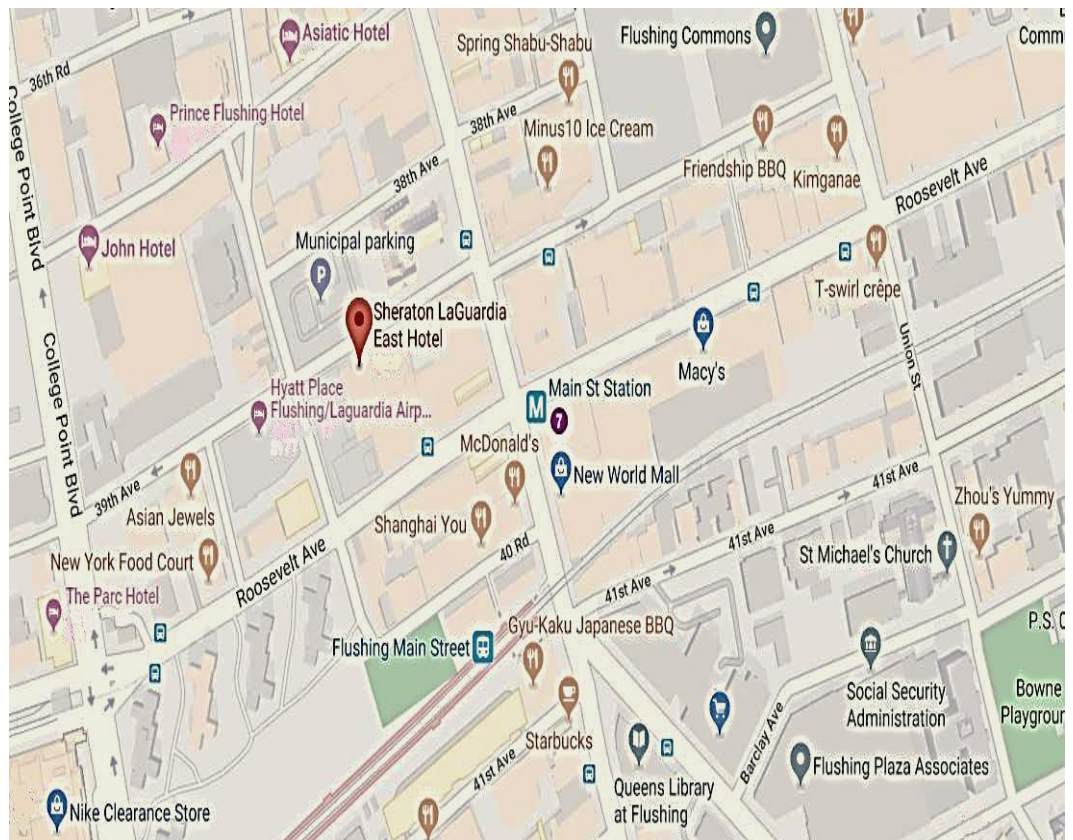 Asiatic Hotel
Spring Shabu-Shabu
Flushing Commons
Commu
36th Rd
College Point Blvd
Prince Flushing Hotel
38th Ave
Minus10 Ice Cream
38th Ave
Friendship BBQ
Kimganae
Roosevelt Ave
John Hotel
Municipal parking
P
T-swirl crêpe
Sheraton LaGuardia
East Hotel
Union St
Macy's
College Point Blvd
Hyatt Place
Flushing/Laguardia Airp...
M
Main St Station
7
McDonald's
New World Mall
39th Ave
Asian Jewels
Shanghai You
41st Ave
Zhou's Yummy
New York Food Court
40 Rd
41st Ave
St Michael's Church
Roosevelt Ave
41st Ave
The Parc Hotel
Gyu-Kaku Japanese BBQ
P.S.
Flushing Main Street
Social Security
Administration
Bowne
Playgroun
Starbucks
41st Ave
Barclay Ave
Queens Library
at Flushing
Flushing Plaza Associates
Nike Clearance Store